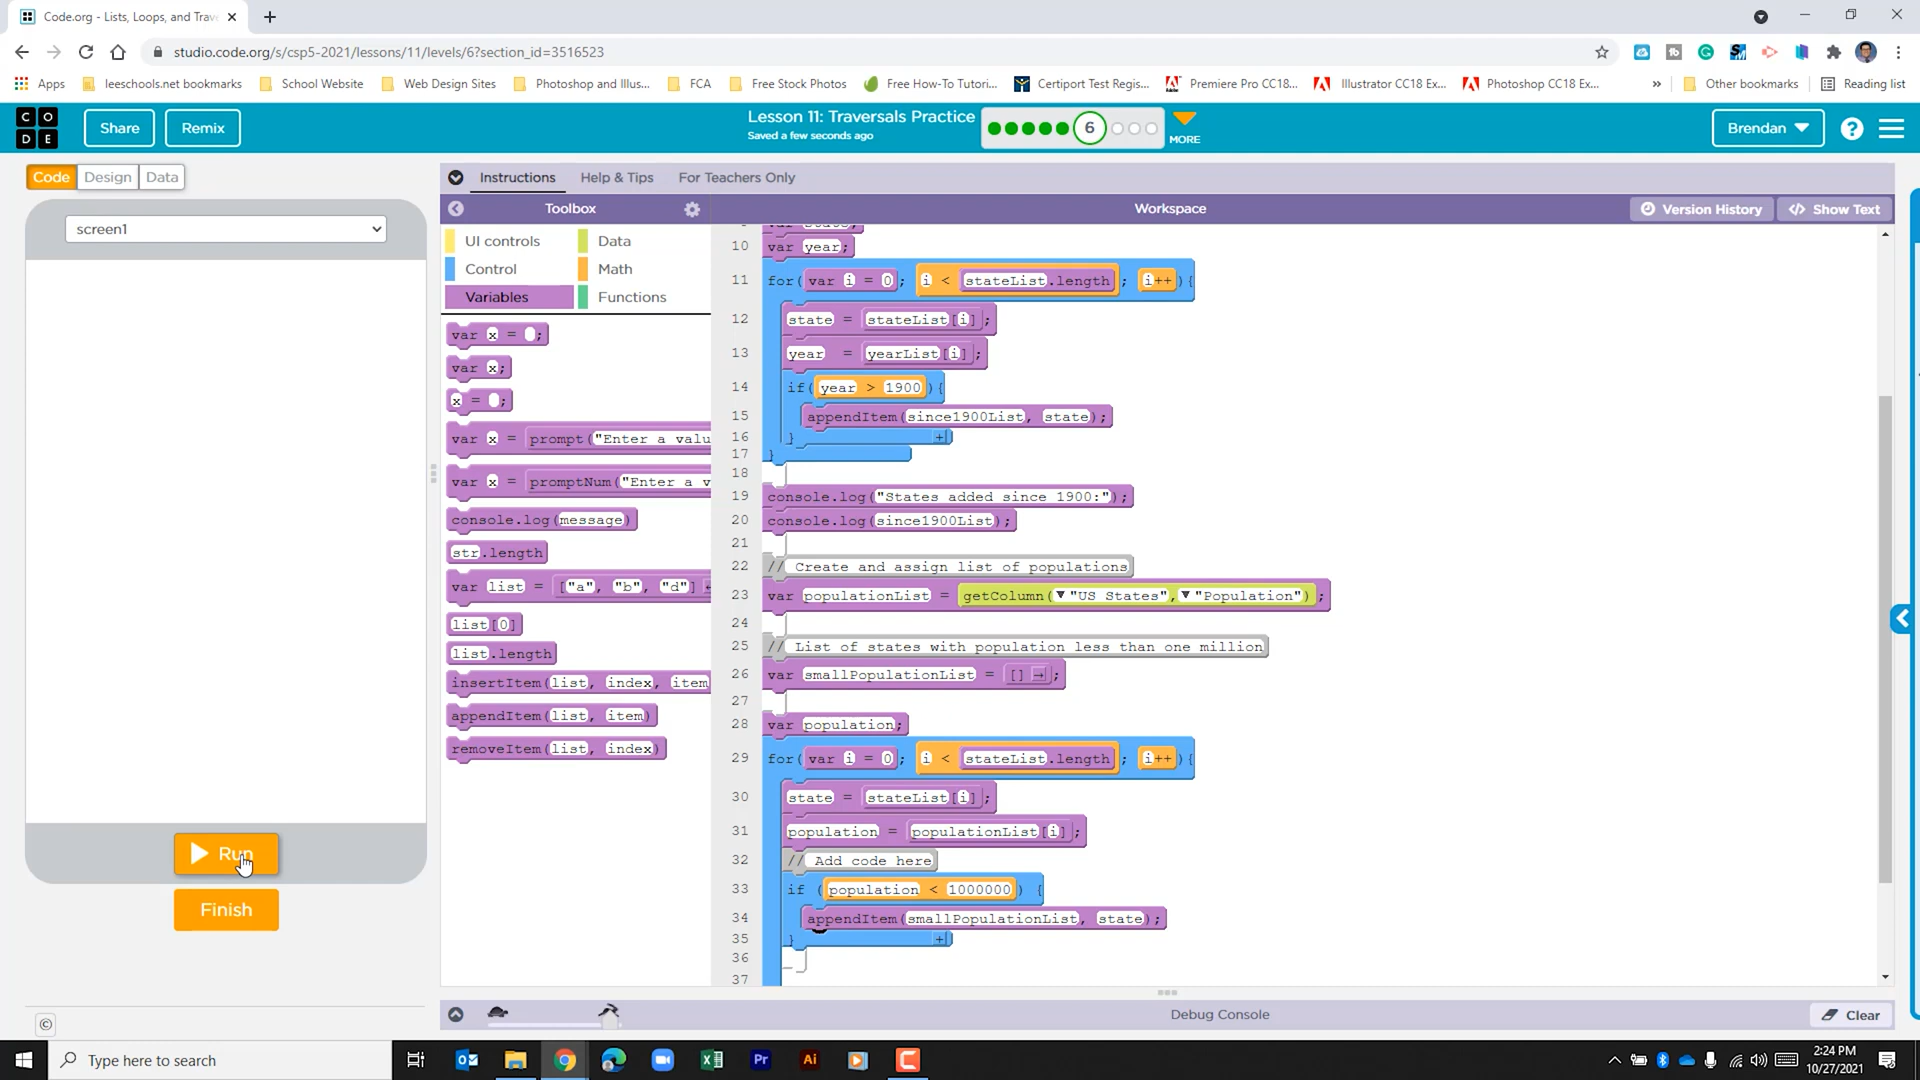 Code.org - Lists, Loops, and Trave
studio.code.org/s/csp5-2021/lessons/11/levels/6?section_id=3516523
Apps
leeschools.net bookmarks
School Website
Web Design Sites
Photoshop and Illus...
FCA
Free Stock Photos
Free How-To Tutori...
Certiport Test Regis...
Premiere Pro CC18...
Illustrator CC18 Ex...
Photoshop CC18 Ex...
»
Other bookmarks
Reading list
C O
D E
Share
Remix
Lesson 11: Traversals Practice
Saved a few seconds ago
6
MORE
Brendan
?
Code
Design
Data
Instructions
Help & Tips
For Teachers Only
screen1
Toolbox
Workspace
Version History
Show Text
UI controls
Data
Control
Math
Variables
Functions
var x = ;
var x;
x = ;
var x = prompt("Enter a valu
var x = promptNum("Enter a v
console.log(message)
str.length
var list = ["a", "b", "d"]
list[0]
list.length
insertItem(list, index, item
appendItem(list, item)
removeItem(list, index)
10 var year;
11 for(var i = 0; i < stateList.length; i++){
12 state = stateList[i];
13 year = yearList[i];
14 if(year > 1900){
15 appendItem(since1900List, state);
16 }
17 }
18
19 console.log("States added since 1900:");
20 console.log(since1900List);
21
22 // Create and assign list of populations
23 var populationList = getColumn("US States", "Population");
24
25 // List of states with population less than one million
26 var smallPopulationList = [];
27
28 var population;
29 for(var i = 0; i < stateList.length; i++){
30 state = stateList[i];
31 population = populationList[i];
32 // Add code here
33 if (population < 1000000) {
34 appendItem(smallPopulationList, state);
35 }
36
37
Run
Finish
©
Debug Console
Clear
Type here to search
Pr
Ai
2:24 PM
10/27/2021